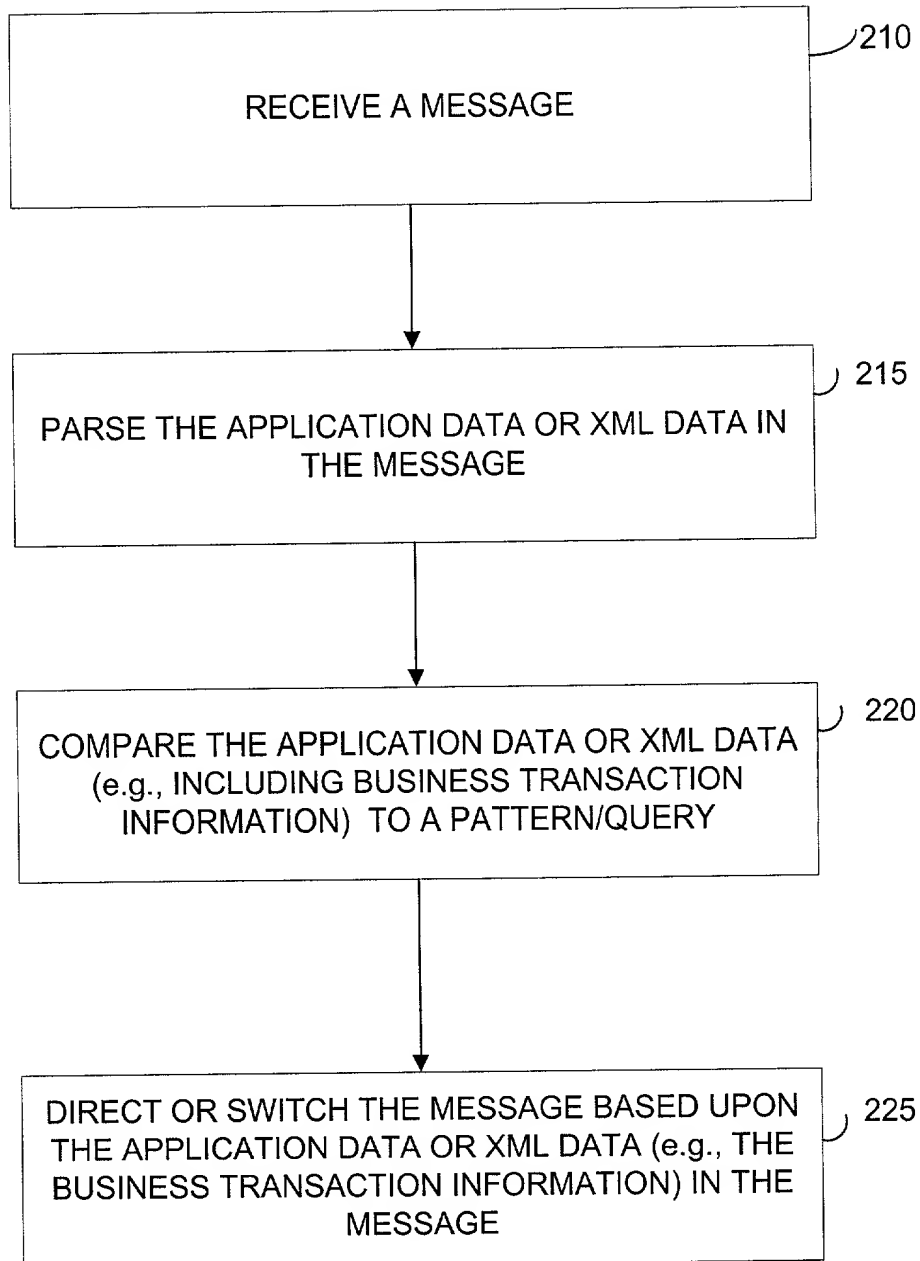 210
RECEIVE A MESSAGE
215
PARSE THE APPLICATION DATA OR XML DATA IN
THE MESSAGE
220
COMPARE THE APPLICATION DATA OR XML DATA
(e.g., INCLUDING BUSINESS TRANSACTION
INFORMATION) TO A PATTERN/QUERY
DIRECT OR SWITCH THE MESSAGE BASED UPON
225
THE APPLICATION DATA OR XML DATA (e.g., THE
BUSINESS TRANSACTION INFORMATION) IN THE
MESSAGE